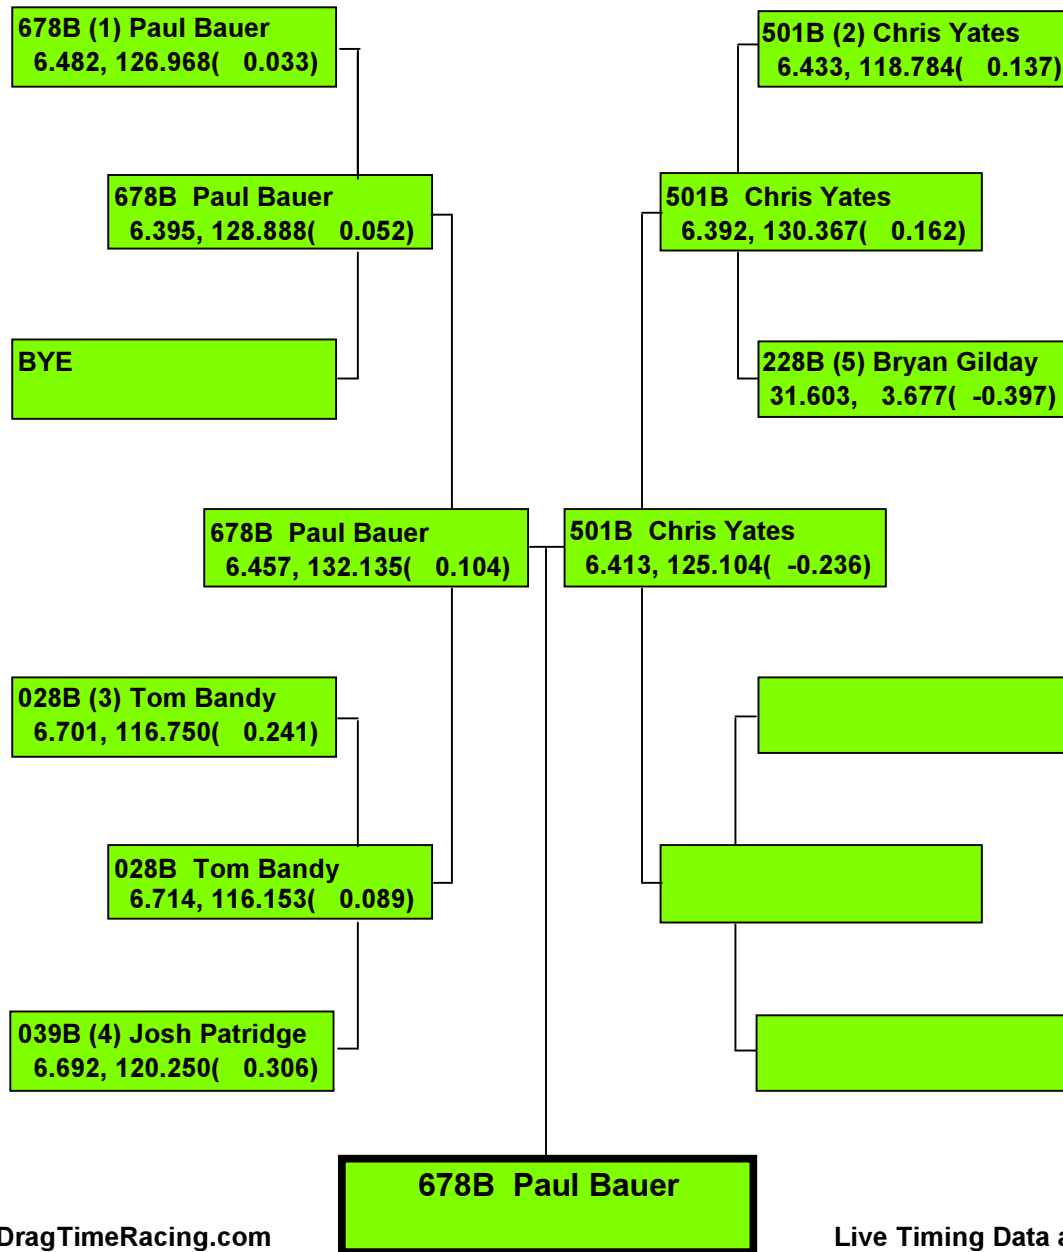 678B (1) Paul Bauer
6.482, 126.968( 0.033)
501B (2) Chris Yates
6.433, 118.784( 0.137)
678B Paul Bauer
6.395, 128.888( 0.052)
501B Chris Yates
6.392, 130.367( 0.162)
BYE
228B (5) Bryan Gilday
31.603, 3.677( -0.397)
678B Paul Bauer
6.457, 132.135( 0.104)
501B Chris Yates
6.413, 125.104( -0.236)
028B (3) Tom Bandy
6.701, 116.750( 0.241)
028B Tom Bandy
6.714, 116.153( 0.089)
039B (4) Josh Patridge
6.692, 120.250( 0.306)
678B Paul Bauer
DragTimeRacing.com
Live Timing Data a